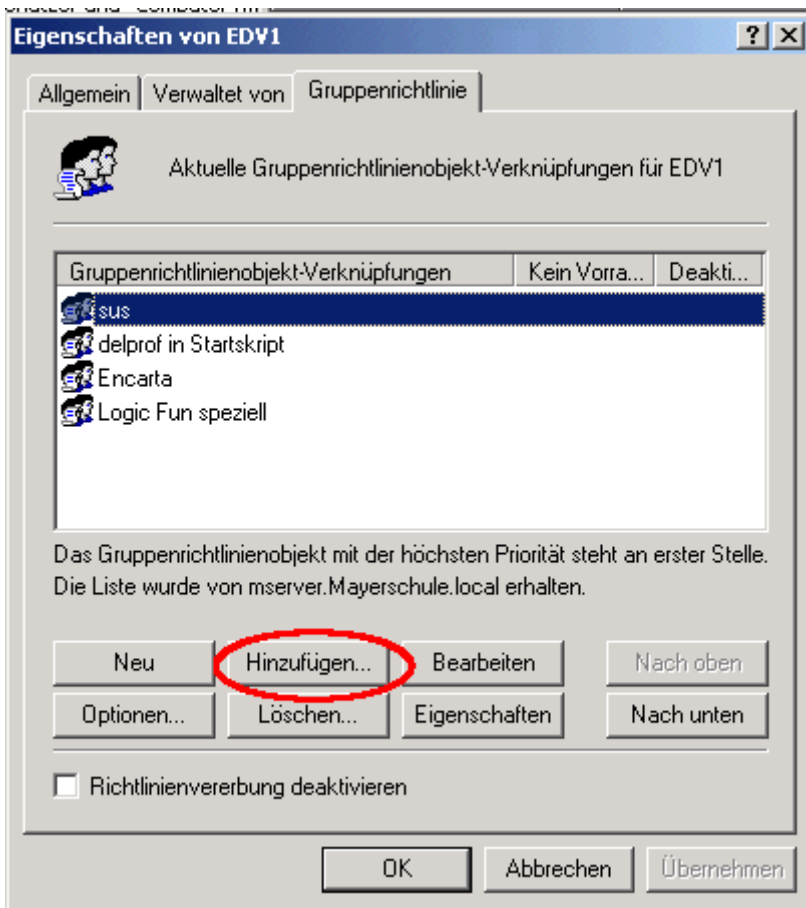 Eigenschaften von EDV1
Allgemein Verwaltet von Gruppenrichtlinie
Aktuelle Gruppenrichtlinienobjekt-Verknüpfungen für EDV1
Gruppenrichtlinienobjekt-Verknüpfungen Kein Vorra... Deakti...
sus
delprof in Startskript
Encarta
Logic Fun speziell
Das Gruppenrichtlinienobjekt mit der höchsten Priorität steht an erster Stelle.
Die Liste wurde von mserver.Mayerschule.local erhalten.
Neu Hinzufügen... Bearbeiten Nach oben
Optionen... Löschen... Eigenschaften Nach unten
Richtlinienvererbung deaktivieren
OK Abbrechen Übernehmen